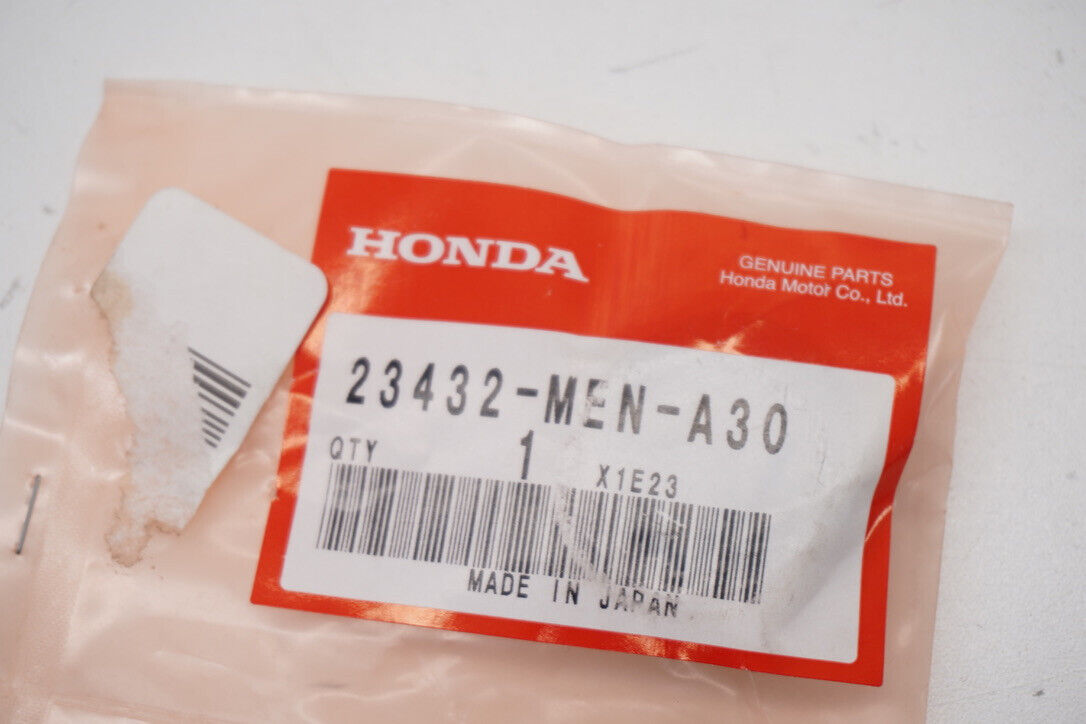 HONDA
GENUINE PARTS
Honda Motor Co., Ltd.
23432-MEN-A30
QTY 1 X1E23
MADE IN JAPAN